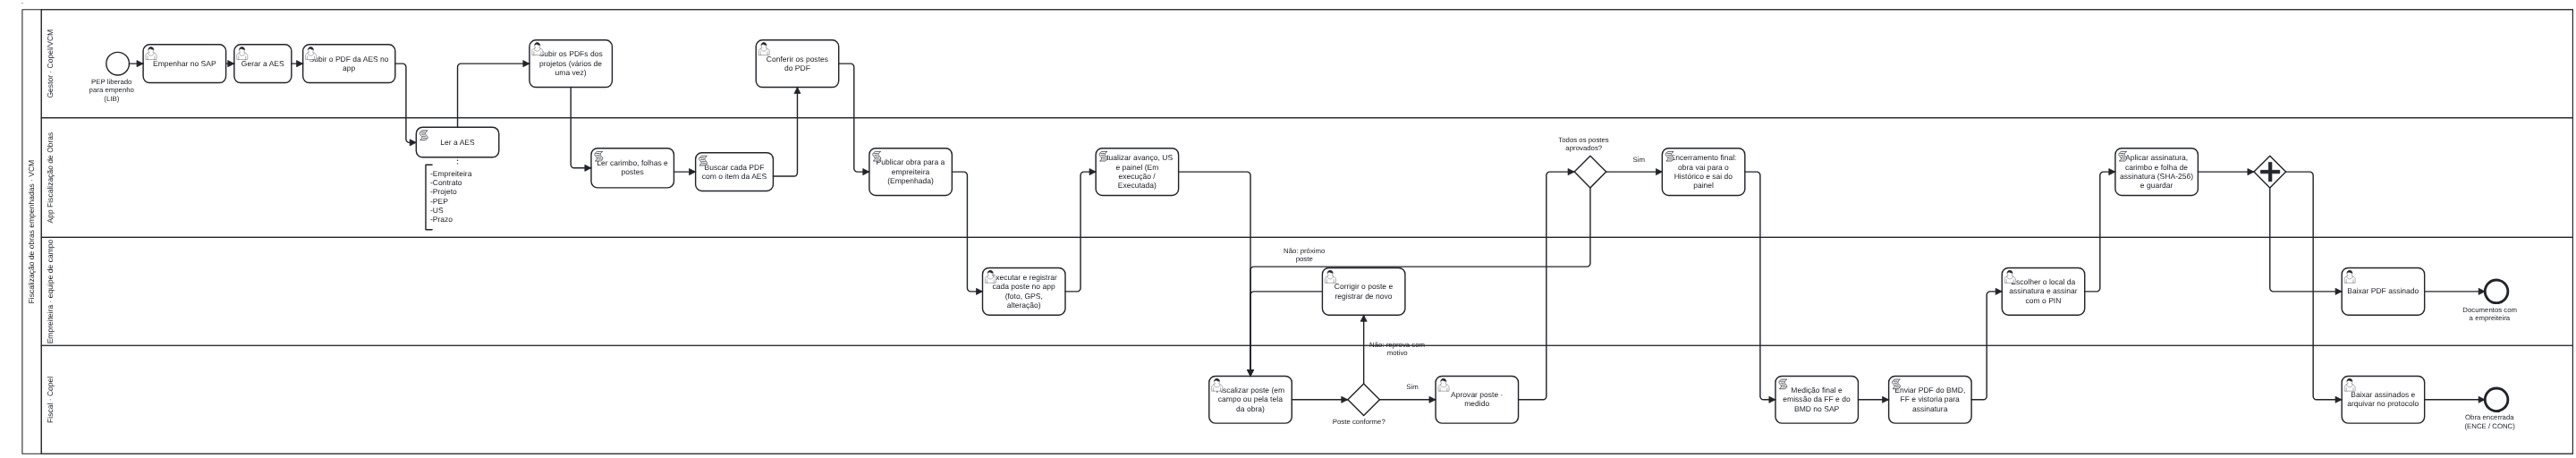 Fiscalização de obras empenhadas · VCM
Gestor · Copel/VCM
PEP liberado
para empenho
(LIB)
Empenhar no SAP
Gerar a AES
Subir o PDF da AES no
app
Subir os PDFs dos
projetos (vários de
uma vez)
Conferir os postes
do PDF
App Fiscalização de Obras
Ler a AES
-Empreiteira
-Contrato
-Projeto
-PEP
-US
-Prazo
Ler carimbo, folhas e
postes
Buscar cada PDF
com o item da AES
Publicar obra para a
empreiteira
(Empenhada)
Atualizar avanço, US
e painel (Em
execução /
Executada)
Todos os postes
aprovados?
Sim
Encerramento final:
obra vai para o
Histórico e sai do
painel
Aplicar assinatura,
carimbo e folha de
assinatura (SHA-256)
e guardar
Empreiteira · equipe de campo
Executar e registrar
cada poste no app
(foto, GPS,
alteração)
Não: próximo
poste
Corrigir o poste e
registrar de novo
Escolher o local da
assinatura e assinar
com o PIN
Baixar PDF assinado
Documentos com
a empreiteira
Fiscal · Copel
Fiscalizar poste (em
campo ou pela tela
da obra)
Não: reprova com
motivo
Poste conforme?
Sim
Aprovar poste ·
medido
Medição final e
emissão da FF e do
BMD no SAP
Enviar PDF do BMD,
FF e vistoria para
assinatura
Baixar assinados e
arquivar no protocolo
Obra encerrada
(ENCE / CONC)